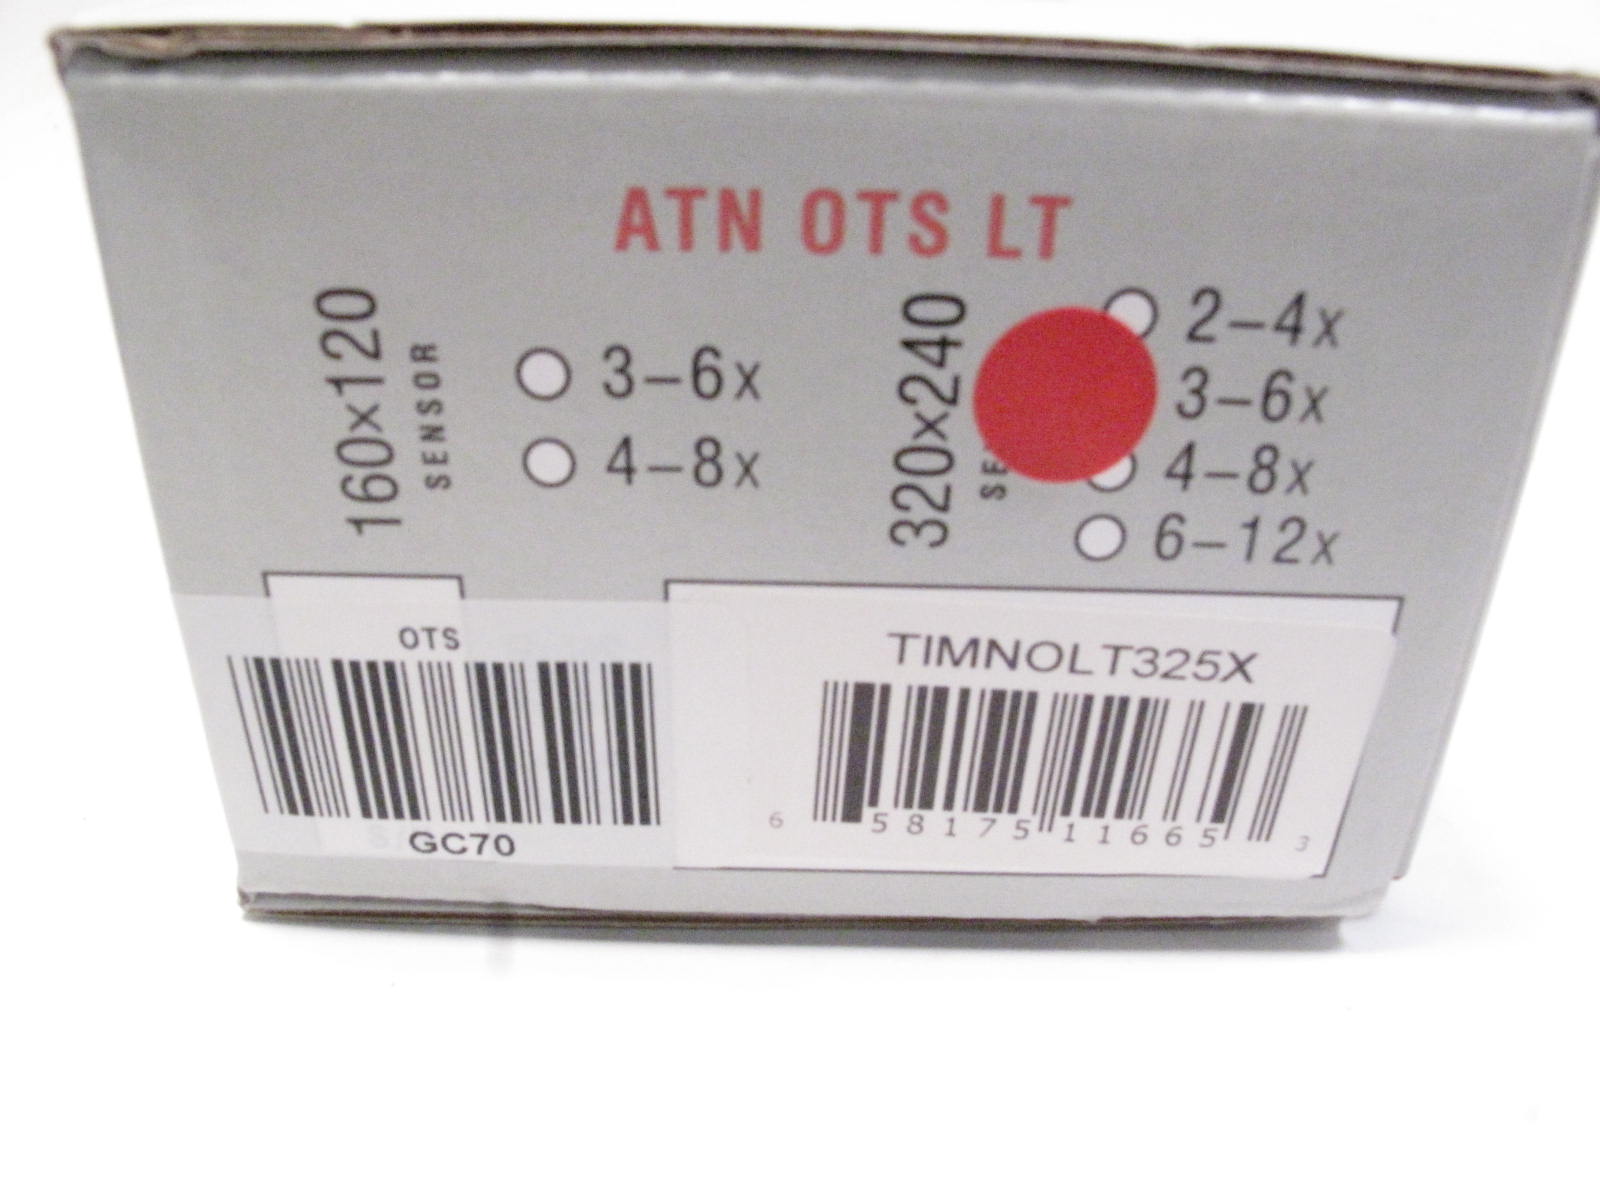 ATN OTS LT
160x120
SENSOR
3–6x
4–8x
320x240
2–4x
3–6x
4–8x
6–12x
OTS
GC70
TIMNOLT325X
6 58175 11665 3